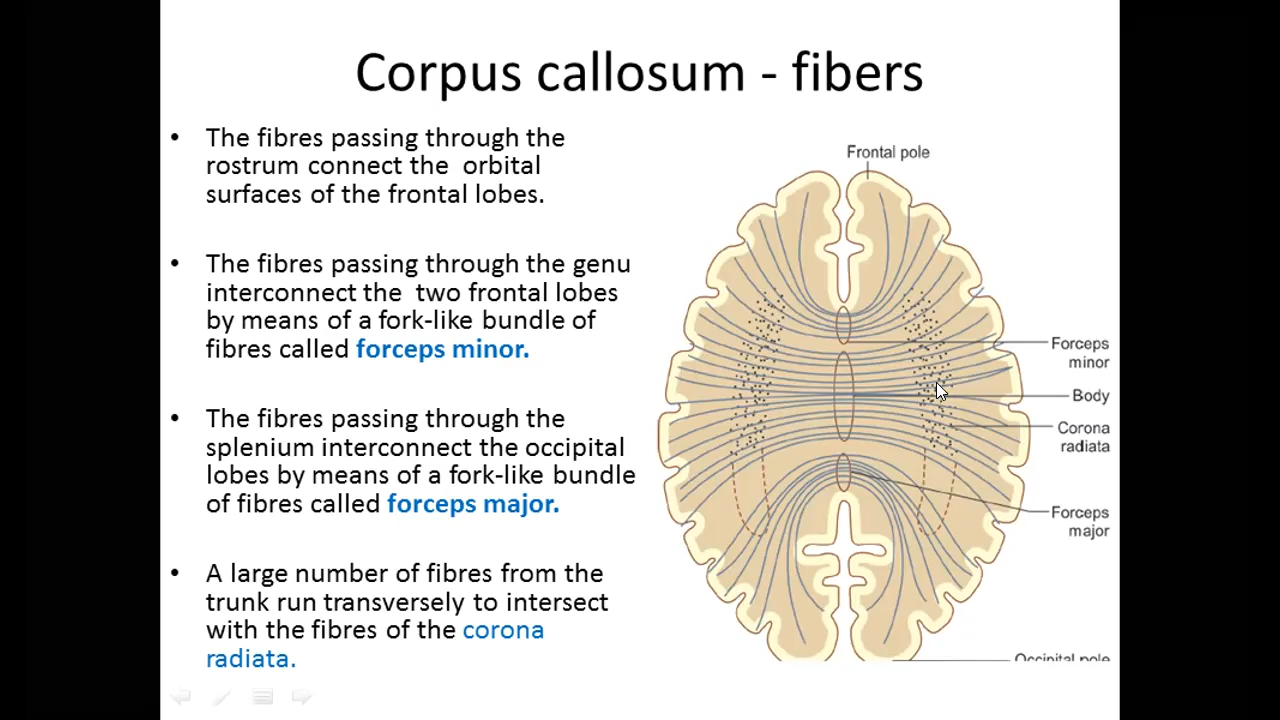 Corpus callosum - fibers
• The fibres passing through the
rostrum connect the orbital
surfaces of the frontal lobes.
• The fibres passing through the genu
interconnect the two frontal lobes
by means of a fork-like bundle of
fibres called forceps minor.
• The fibres passing through the
splenium interconnect the occipital
lobes by means of a fork-like bundle
of fibres called forceps major.
• A large number of fibres from the
trunk run transversely to intersect
with the fibres of the corona
radiata.
Frontal pole
Forceps
minor
Body
Corona
radiata
Forceps
major
Occipital pole